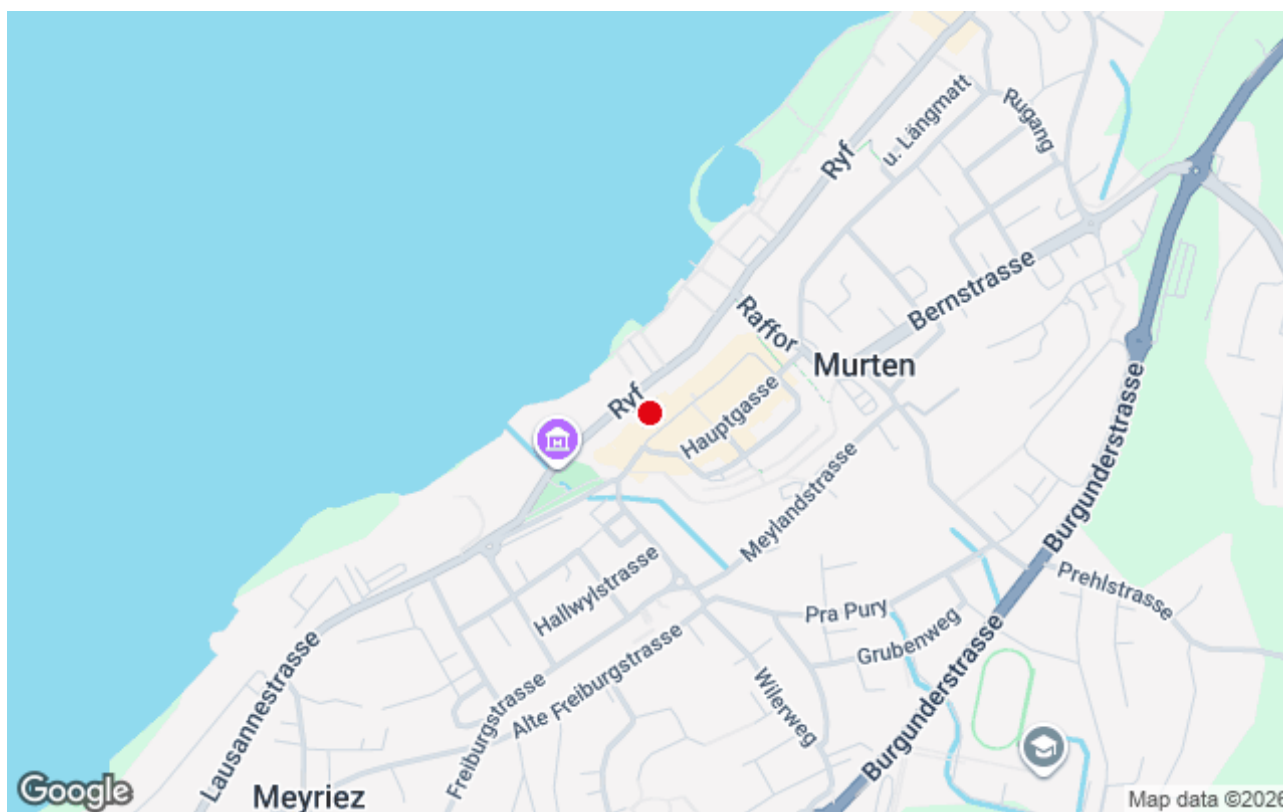 Ryf
u. Längmatt
Rugang
Bernstrasse
Raffor
Murten
Ryf
Hauptgasse
Meylandstrasse
Burgunderstrasse
Prehlstrasse
Hallwylstrasse
Pra Pury
Grubenweg
Lausannestrasse
Freiburgstrasse
Alte Freiburgstrasse
Wilerweg
Burgunderstrasse
Meyriez
Google
Map data ©2026